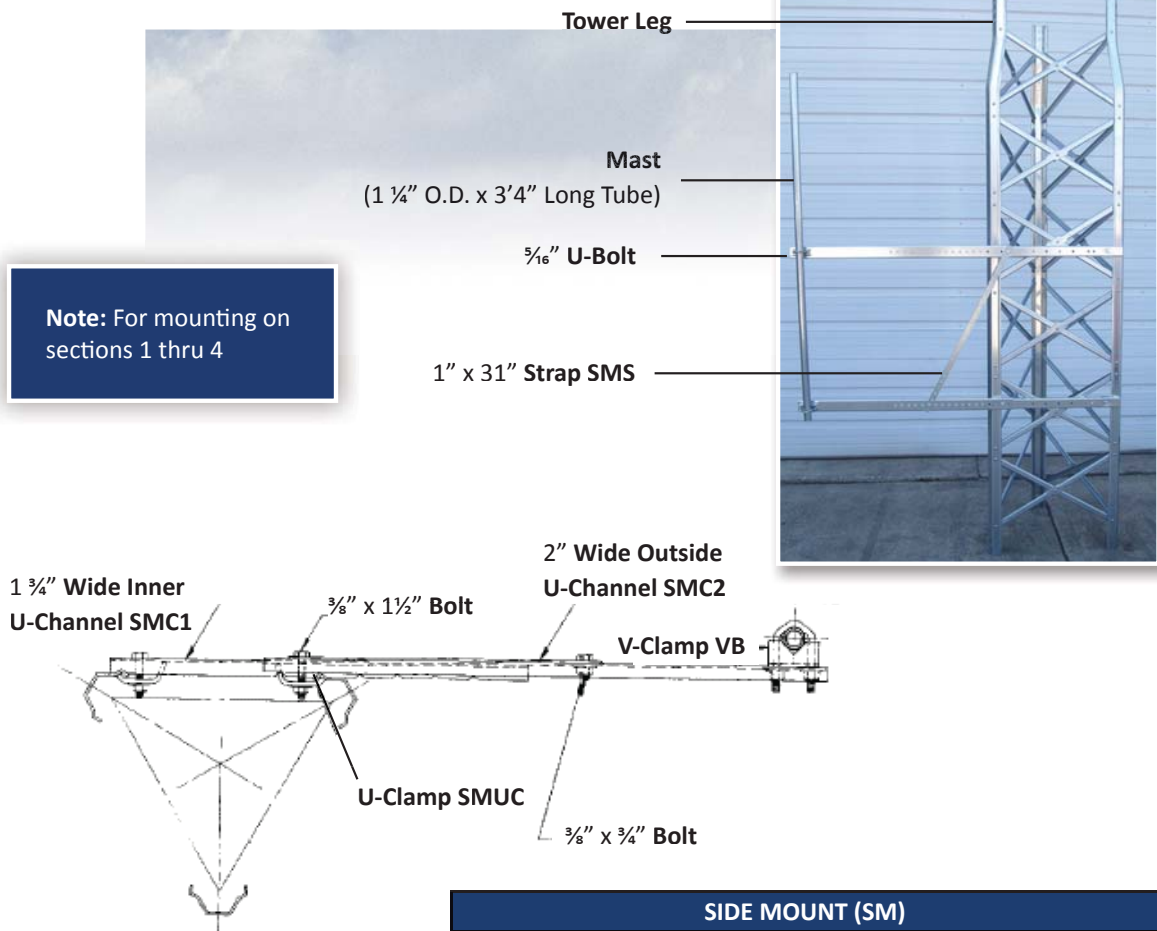 Tower Leg
Mast
(1 ¼” O.D. x 3’4” Long Tube)
⁵⁄₁₆” U-Bolt
Note: For mounting on
sections 1 thru 4
1” x 31” Strap SMS
2” Wide Outside
U-Channel SMC2
1 ¾” Wide Inner
U-Channel SMC1
⅜” x 1½” Bolt
V-Clamp VB
U-Clamp SMUC
⅜” x ¾” Bolt
SIDE MOUNT (SM)